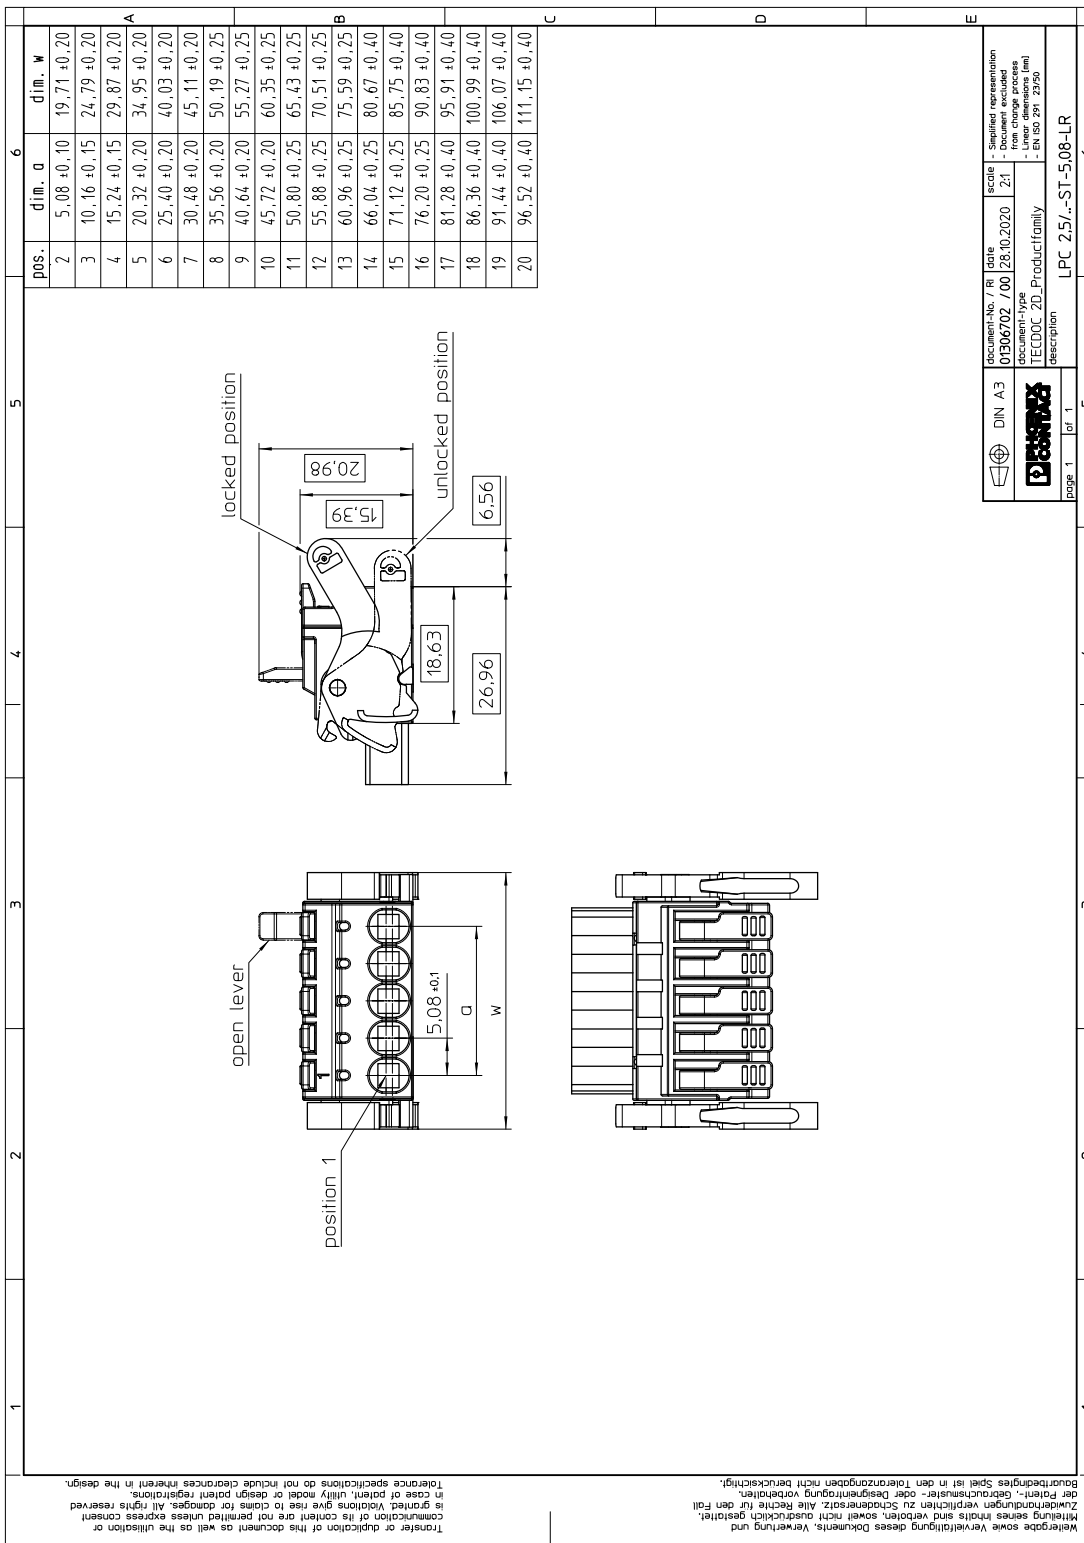 1
2
3
4
5
6
A
B
C
D
E
pos. dim. a dim. w
2 5,08 ±0,10 19,71 ±0,20
3 10,16 ±0,15 24,79 ±0,20
4 15,24 ±0,15 29,87 ±0,20
5 20,32 ±0,20 34,95 ±0,20
6 25,40 ±0,20 40,03 ±0,20
7 30,48 ±0,20 45,11 ±0,20
8 35,56 ±0,20 50,19 ±0,25
9 40,64 ±0,20 55,27 ±0,25
10 45,72 ±0,20 60,35 ±0,25
11 50,80 ±0,25 65,43 ±0,25
12 55,88 ±0,25 70,51 ±0,25
13 60,96 ±0,25 75,59 ±0,25
14 66,04 ±0,25 80,67 ±0,40
15 71,12 ±0,25 85,75 ±0,40
16 76,20 ±0,25 90,83 ±0,40
17 81,28 ±0,40 95,91 ±0,40
18 86,36 ±0,40 100,99 ±0,40
19 91,44 ±0,40 106,07 ±0,40
20 96,52 ±0,40 111,15 ±0,40
open lever
position 1
1
5,08 ±0,1
a
w
locked position
unlocked position
20,98
15,39
18,63
6,56
26,96
DIN A3
PHOENIX
CONTACT
page 1 of 1
document-No. / RI
01306702 / 00
date
28.10.2020
scale
2:1
- Simplified representation
- Document excluded
from change process
- Linear dimensions [mm]
- EN ISO 291 23/50
document-type
TECDOC 2D_Productfamily
description
LPC 2,5/..-ST-5,08-LR
Transfer or duplication of this document as well as the utilisation or
communication of its content are not permitted unless express consent
is granted. Violations give rise to claims for damages. All rights reserved
in case of patent, utility model or design patent registrations.
Tolerance specifications do not include clearances inherent in the design.
Weitergabe sowie Vervielfältigung dieses Dokuments, Verwertung und
Mitteilung seines Inhalts sind verboten, soweit nicht ausdrücklich gestattet.
Zuwiderhandlungen verpflichten zu Schadenersatz. Alle Rechte für den Fall
der Patent-, Gebrauchsmuster- oder Designeintragung vorbehalten.
Bauartbedingtes Spiel ist in den Toleranzangaben nicht berücksichtigt.